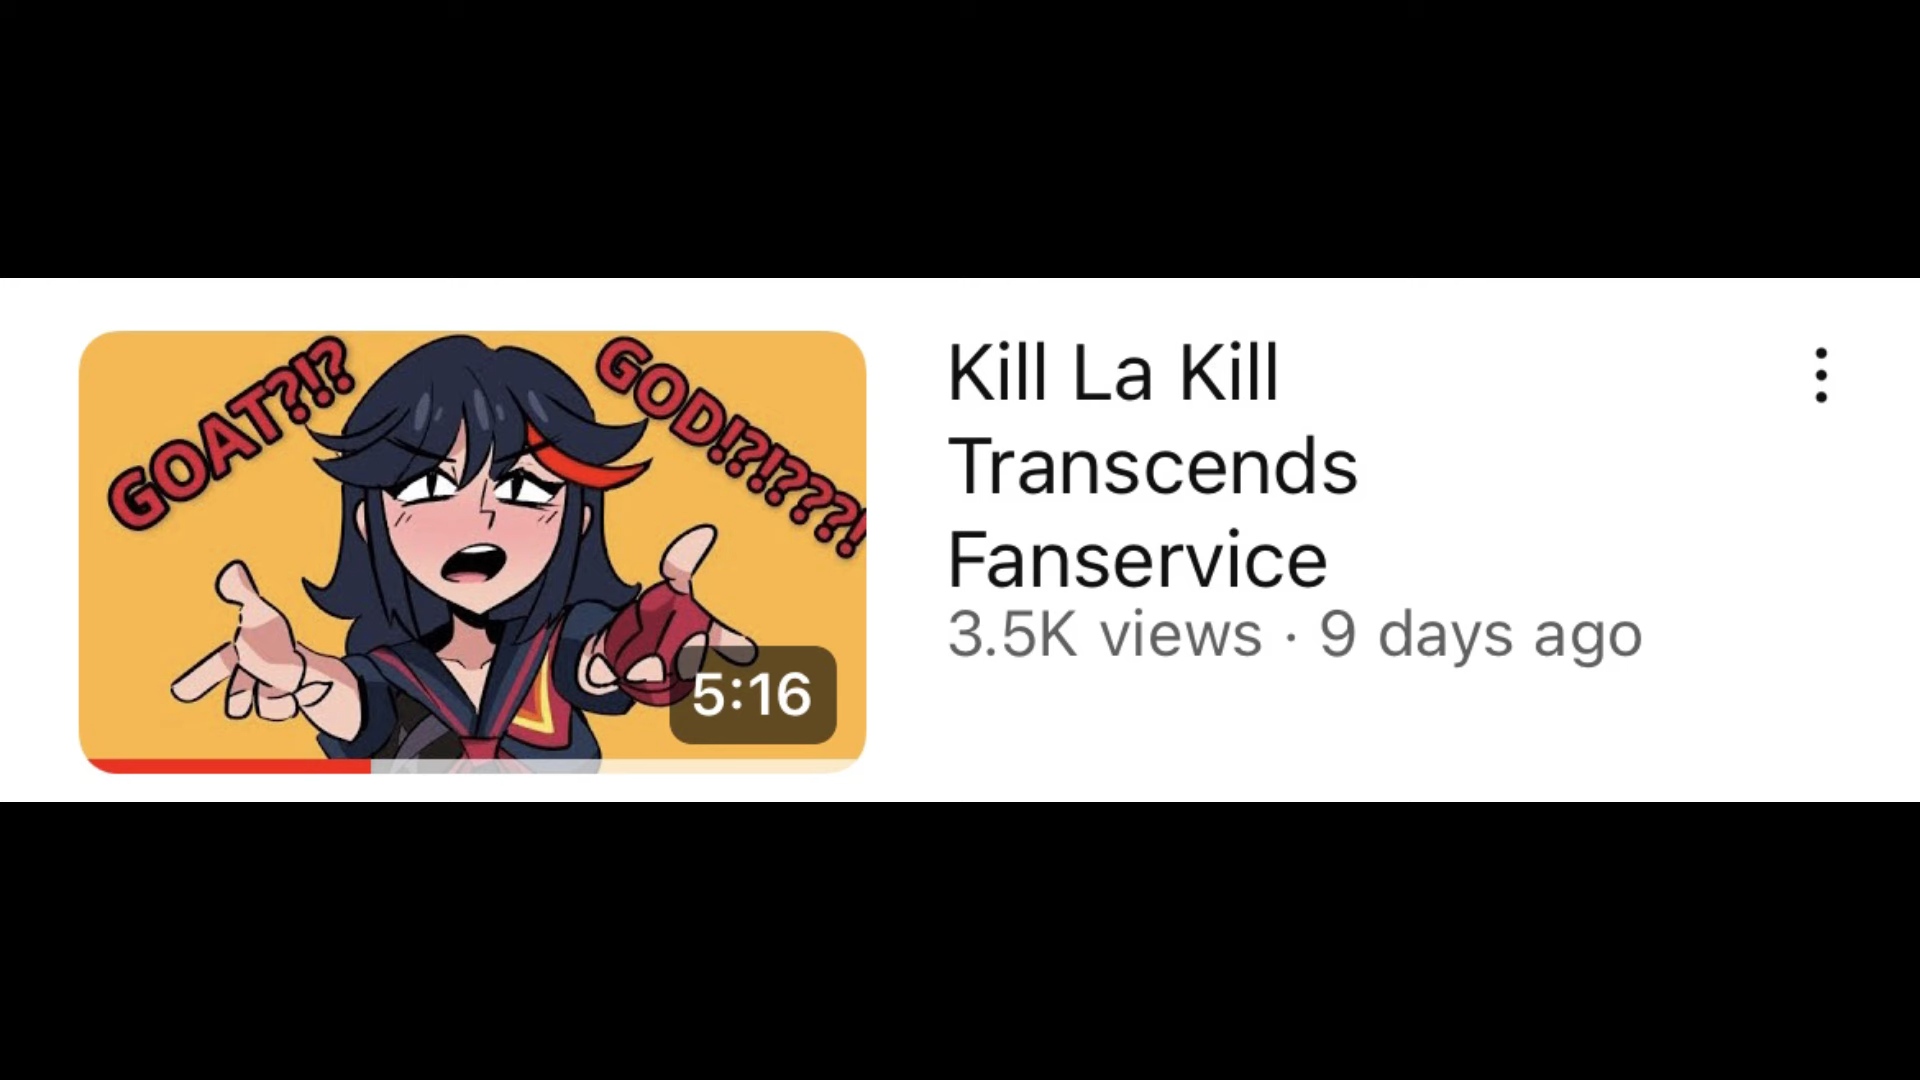 GOAT?!?
GOD!?!???!
5:16
Kill La Kill
Transcends
Fanservice
3.5K views · 9 days ago